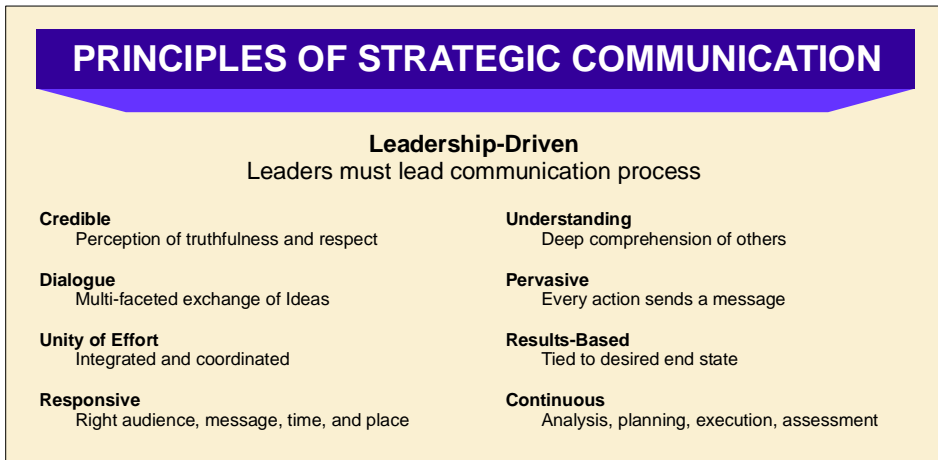 PRINCIPLES OF STRATEGIC COMMUNICATION
Leadership-Driven
Leaders must lead communication process
Credible
Perception of truthfulness and respect
Dialogue
Multi-faceted exchange of Ideas
Unity of Effort
Integrated and coordinated
Responsive
Right audience, message, time, and place
Understanding
Deep comprehension of others
Pervasive
Every action sends a message
Results-Based
Tied to desired end state
Continuous
Analysis, planning, execution, assessment